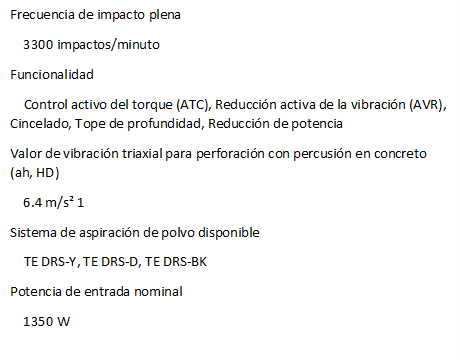 Frecuencia de impacto plena
3300 impactos/minuto
Funcionalidad
Control activo del torque (ATC), Reducción activa de la vibración (AVR),
Cincelado, Tope de profundidad, Reducción de potencia
Valor de vibración triaxial para perforación con percusión en concreto
(ah, HD)
6.4 m/s² 1
Sistema de aspiración de polvo disponible
TE DRS-Y, TE DRS-D, TE DRS-BK
Potencia de entrada nominal
1350 W